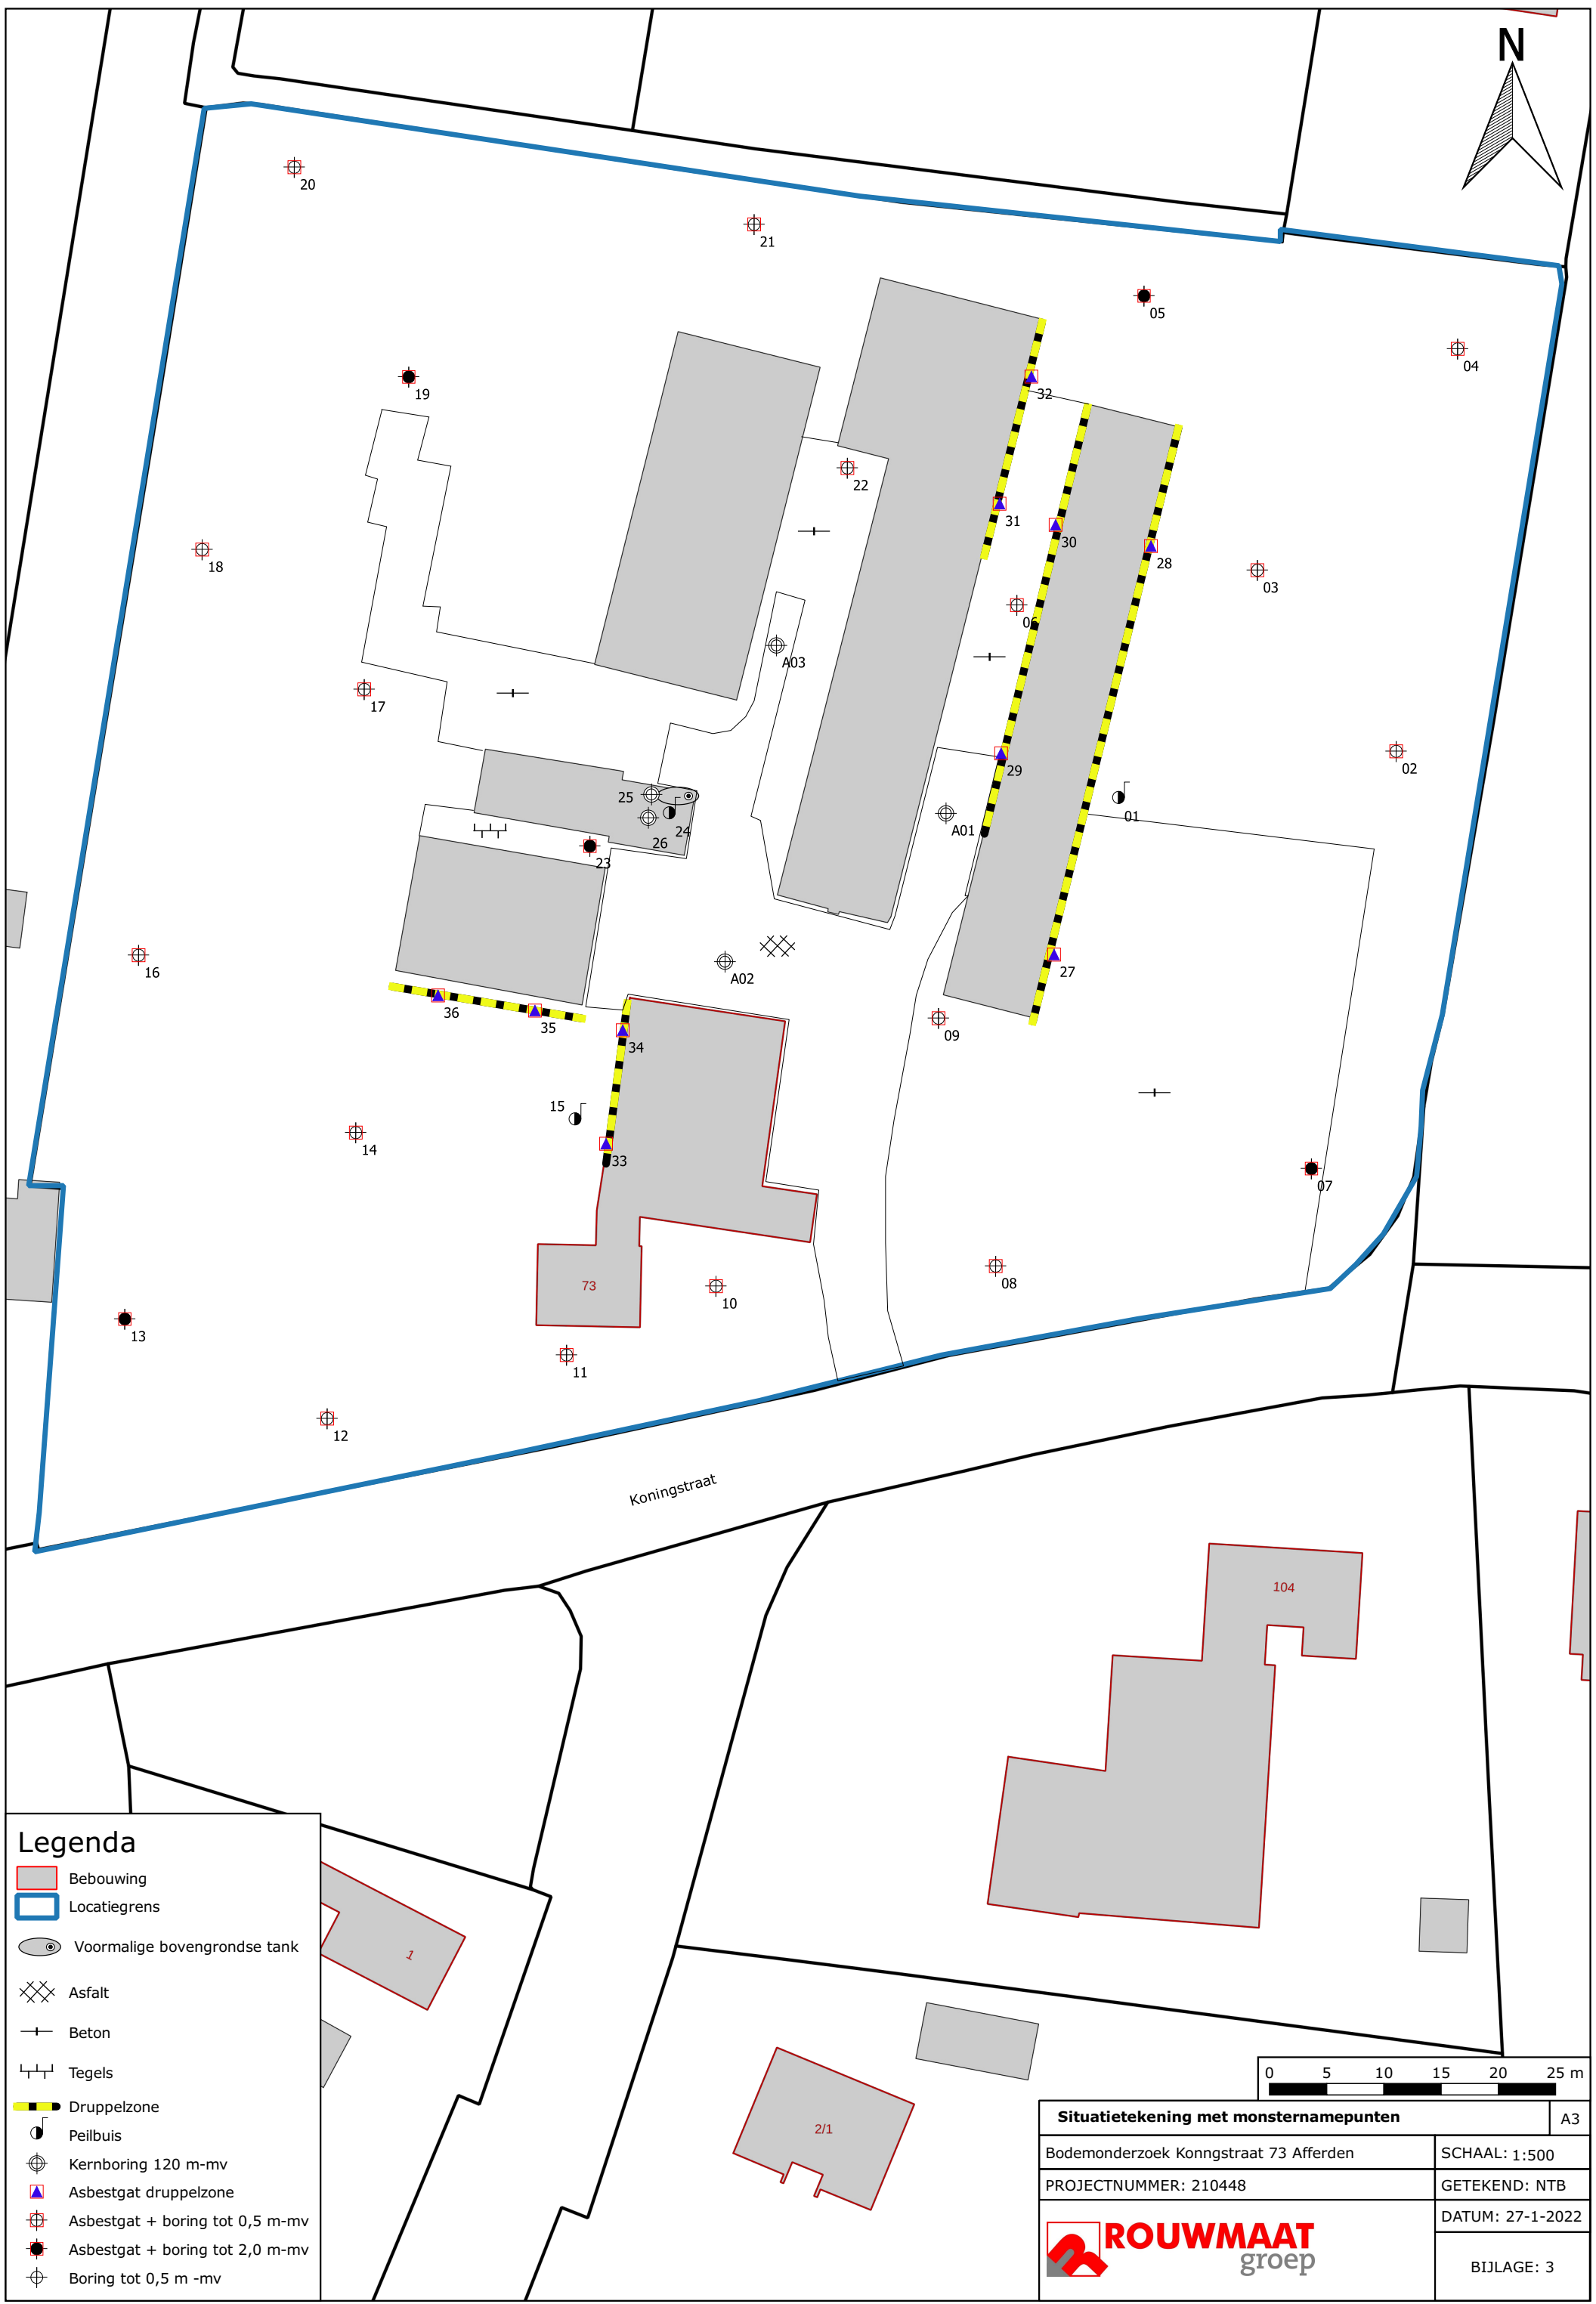 N
20
21
05
04
19
32
22
31
30
28
18
03
06
A03
17
02
29
25
24
01
26
A01
23
16
A02
27
36
35
09
34
15
14
33
07
08
73
10
13
11
12
Koningstraat
104
Legenda
Bebouwing
Locatiegrens
Voormalige bovengrondse tank
Asfalt
Beton
Tegels
Druppelzone
Peilbuis
Kernboring 120 m-mv
Asbestgat druppelzone
Asbestgat + boring tot 0,5 m-mv
Asbestgat + boring tot 2,0 m-mv
Boring tot 0,5 m -mv
1
2/1
0 5 10 15 20 25 m
Situatietekening met monsternamepunten A3
Bodemonderzoek Konngstraat 73 Afferden SCHAAL: 1:500
PROJECTNUMMER: 210448 GETEKEND: NTB
DATUM: 27-1-2022
ROUWMAAT
groep
BIJLAGE: 3